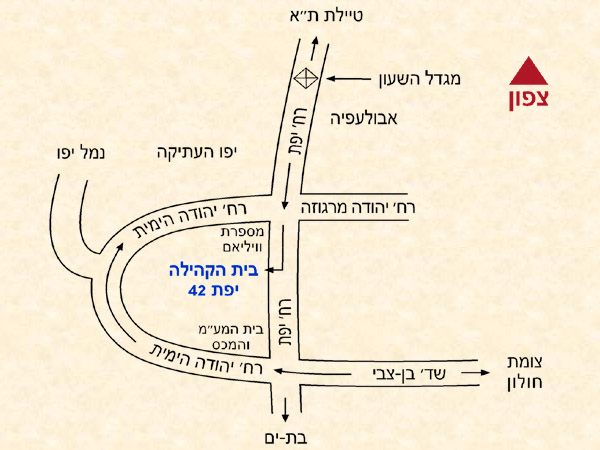 טיילת ת״א
צפון
מגדל השעון
אבולעפיה
רח׳ יפת
יפו העתיקה
נמל יפו
רח׳ יהודה מרגוזה
רח׳ יהודה הימית
מספרת
וויליאם
בית הקהילה
יפת 42
רח׳ יפת
בית המע״מ
והמכס
רח׳ יהודה הימית
שד׳ בן-צבי
צומת
חולון
בת-ים